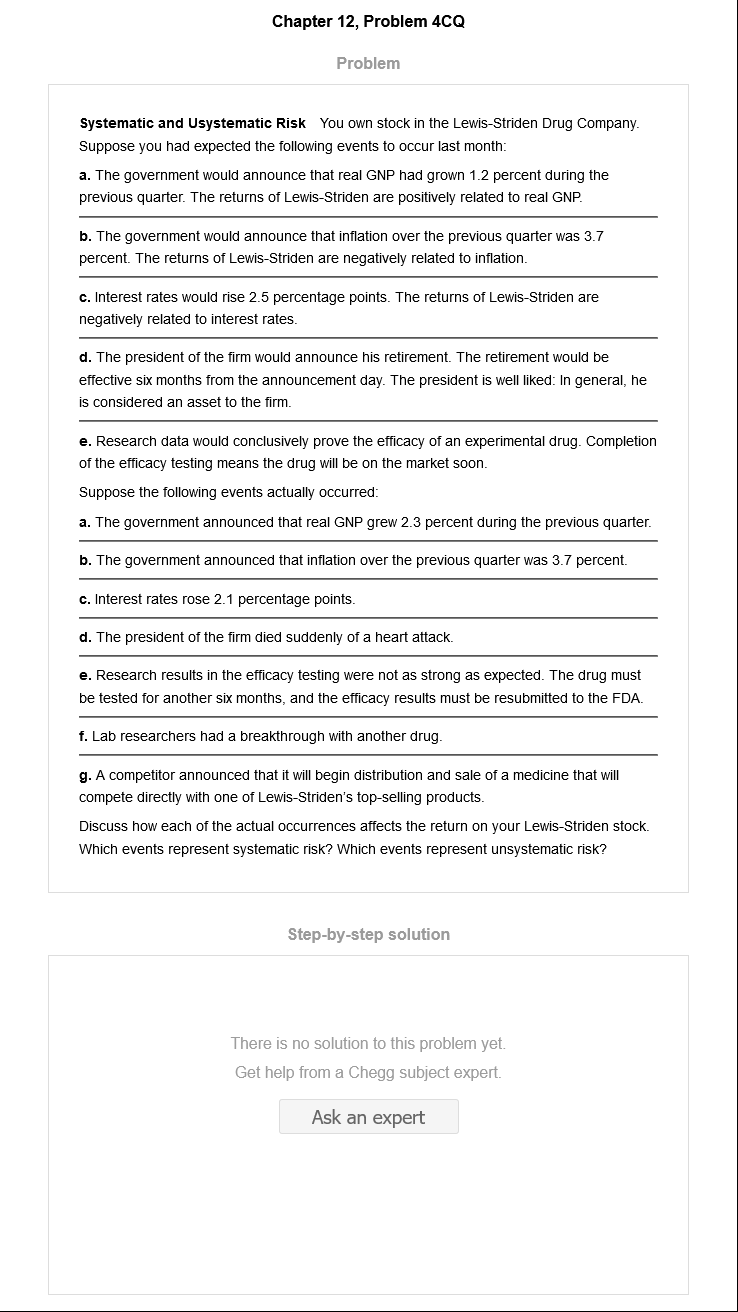 Chapter 12, Problem 4CQ
Problem
Systematic and Usystematic Risk You own stock in the Lewis-Striden Drug Company.
Suppose you had expected the following events to occur last month:
a. The government would announce that real GNP had grown 1.2 percent during the
previous quarter. The returns of Lewis-Striden are positively related to real GNP.
b. The government would announce that inflation over the previous quarter was 3.7
percent. The returns of Lewis-Striden are negatively related to inflation.
c. Interest rates would rise 2.5 percentage points. The returns of Lewis-Striden are
negatively related to interest rates.
d. The president of the firm would announce his retirement. The retirement would be
effective six months from the announcement day. The president is well liked: In general, he
is considered an asset to the firm.
e. Research data would conclusively prove the efficacy of an experimental drug. Completion
of the efficacy testing means the drug will be on the market soon.
Suppose the following events actually occurred:
a. The government announced that real GNP grew 2.3 percent during the previous quarter.
b. The government announced that inflation over the previous quarter was 3.7 percent.
c. Interest rates rose 2.1 percentage points.
d. The president of the firm died suddenly of a heart attack.
e. Research results in the efficacy testing were not as strong as expected. The drug must
be tested for another six months, and the efficacy results must be resubmitted to the FDA.
f. Lab researchers had a breakthrough with another drug.
g. A competitor announced that it will begin distribution and sale of a medicine that will
compete directly with one of Lewis-Striden’s top-selling products.
Discuss how each of the actual occurrences affects the return on your Lewis-Striden stock.
Which events represent systematic risk? Which events represent unsystematic risk?
Step-by-step solution
There is no solution to this problem yet.
Get help from a Chegg subject expert.
Ask an expert